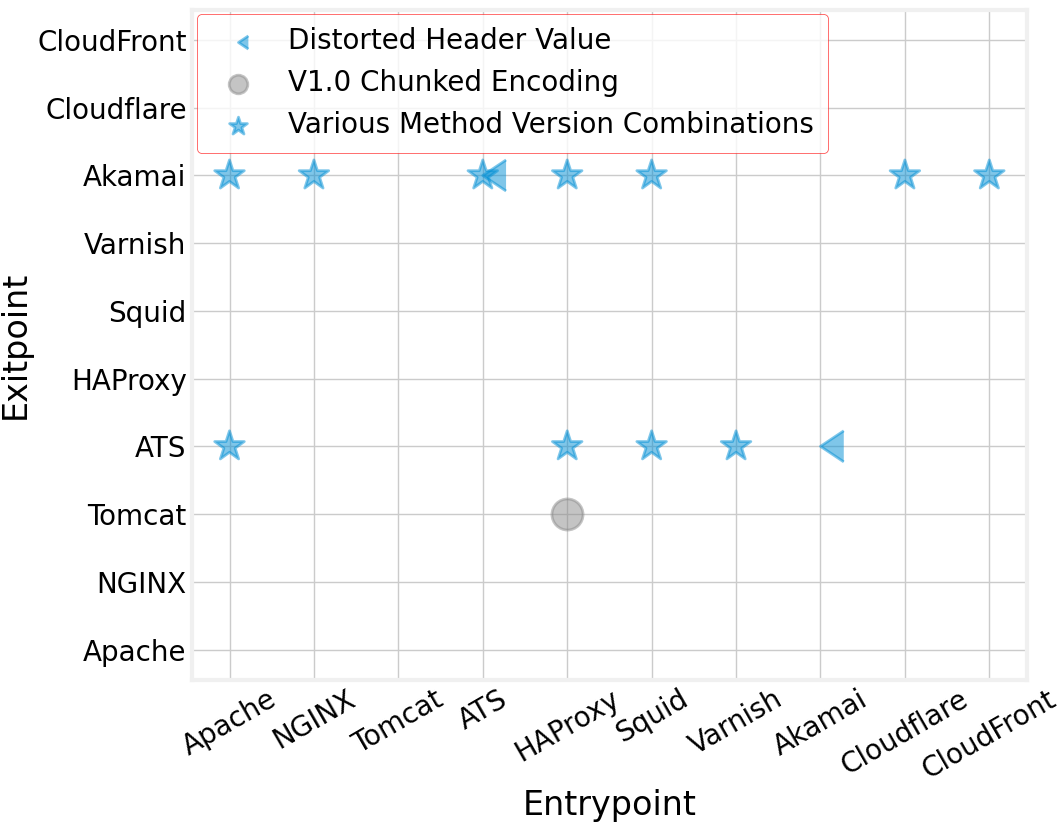 CloudFront
Cloudflare
Akamai
Varnish
Squid
HAProxy
ATS
Tomcat
NGINX
Apache
Exitpoint
Distorted Header Value
V1.0 Chunked Encoding
Various Method Version Combinations
Apache
NGINX
Tomcat
ATS
HAProxy
Squid
Varnish
Akamai
Cloudflare
CloudFront
Entrypoint